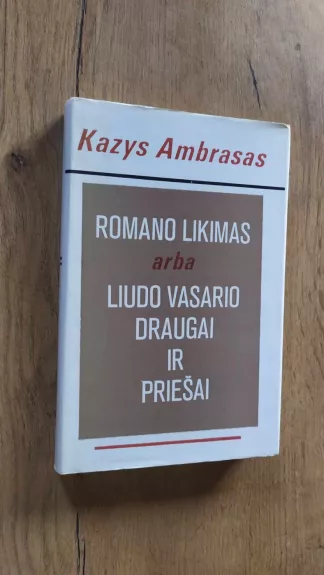 Kazys Ambrasas
ROMANO LIKIMAS
arba
LIUDO VASARIO
DRAUGAI
IR
PRIEŠAI